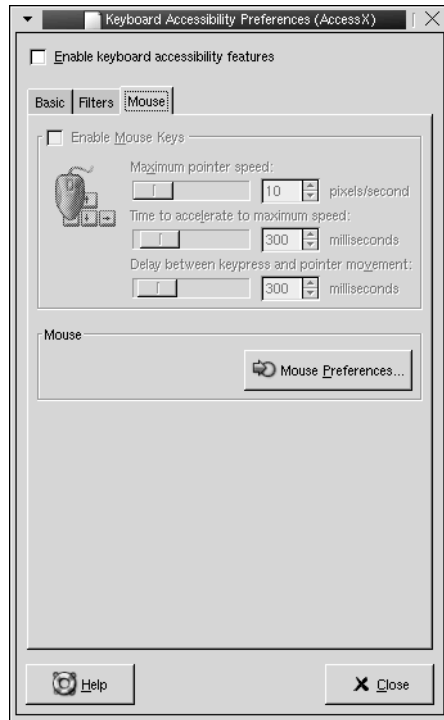 Keyboard Accessibility Preferences (AccessX)
Enable keyboard accessibility features
Basic Filters Mouse
Enable Mouse Keys
Maximum pointer speed:
10 pixels/second
Time to accelerate to maximum speed:
300 milliseconds
Delay between keypress and pointer movement:
300 milliseconds
Mouse
Mouse Preferences...
Help Close